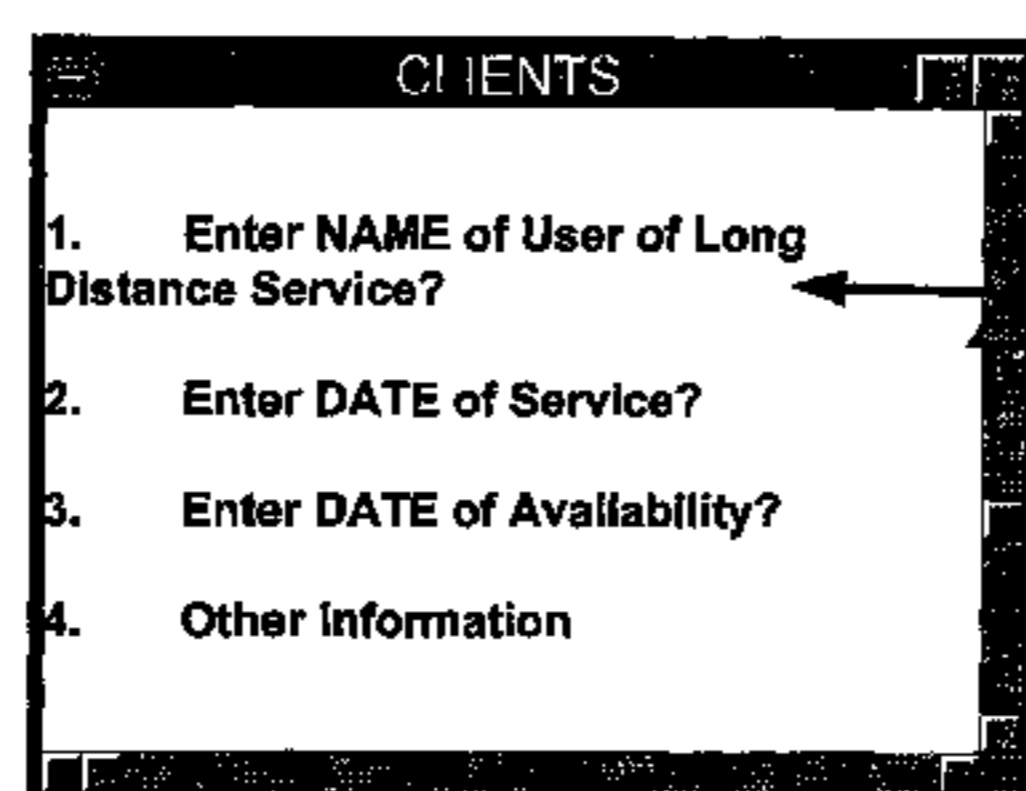 CLIENTS
1. Enter NAME of User of Long
Distance Service?
2. Enter DATE of Service?
3. Enter DATE of Availability?
4. Other Information